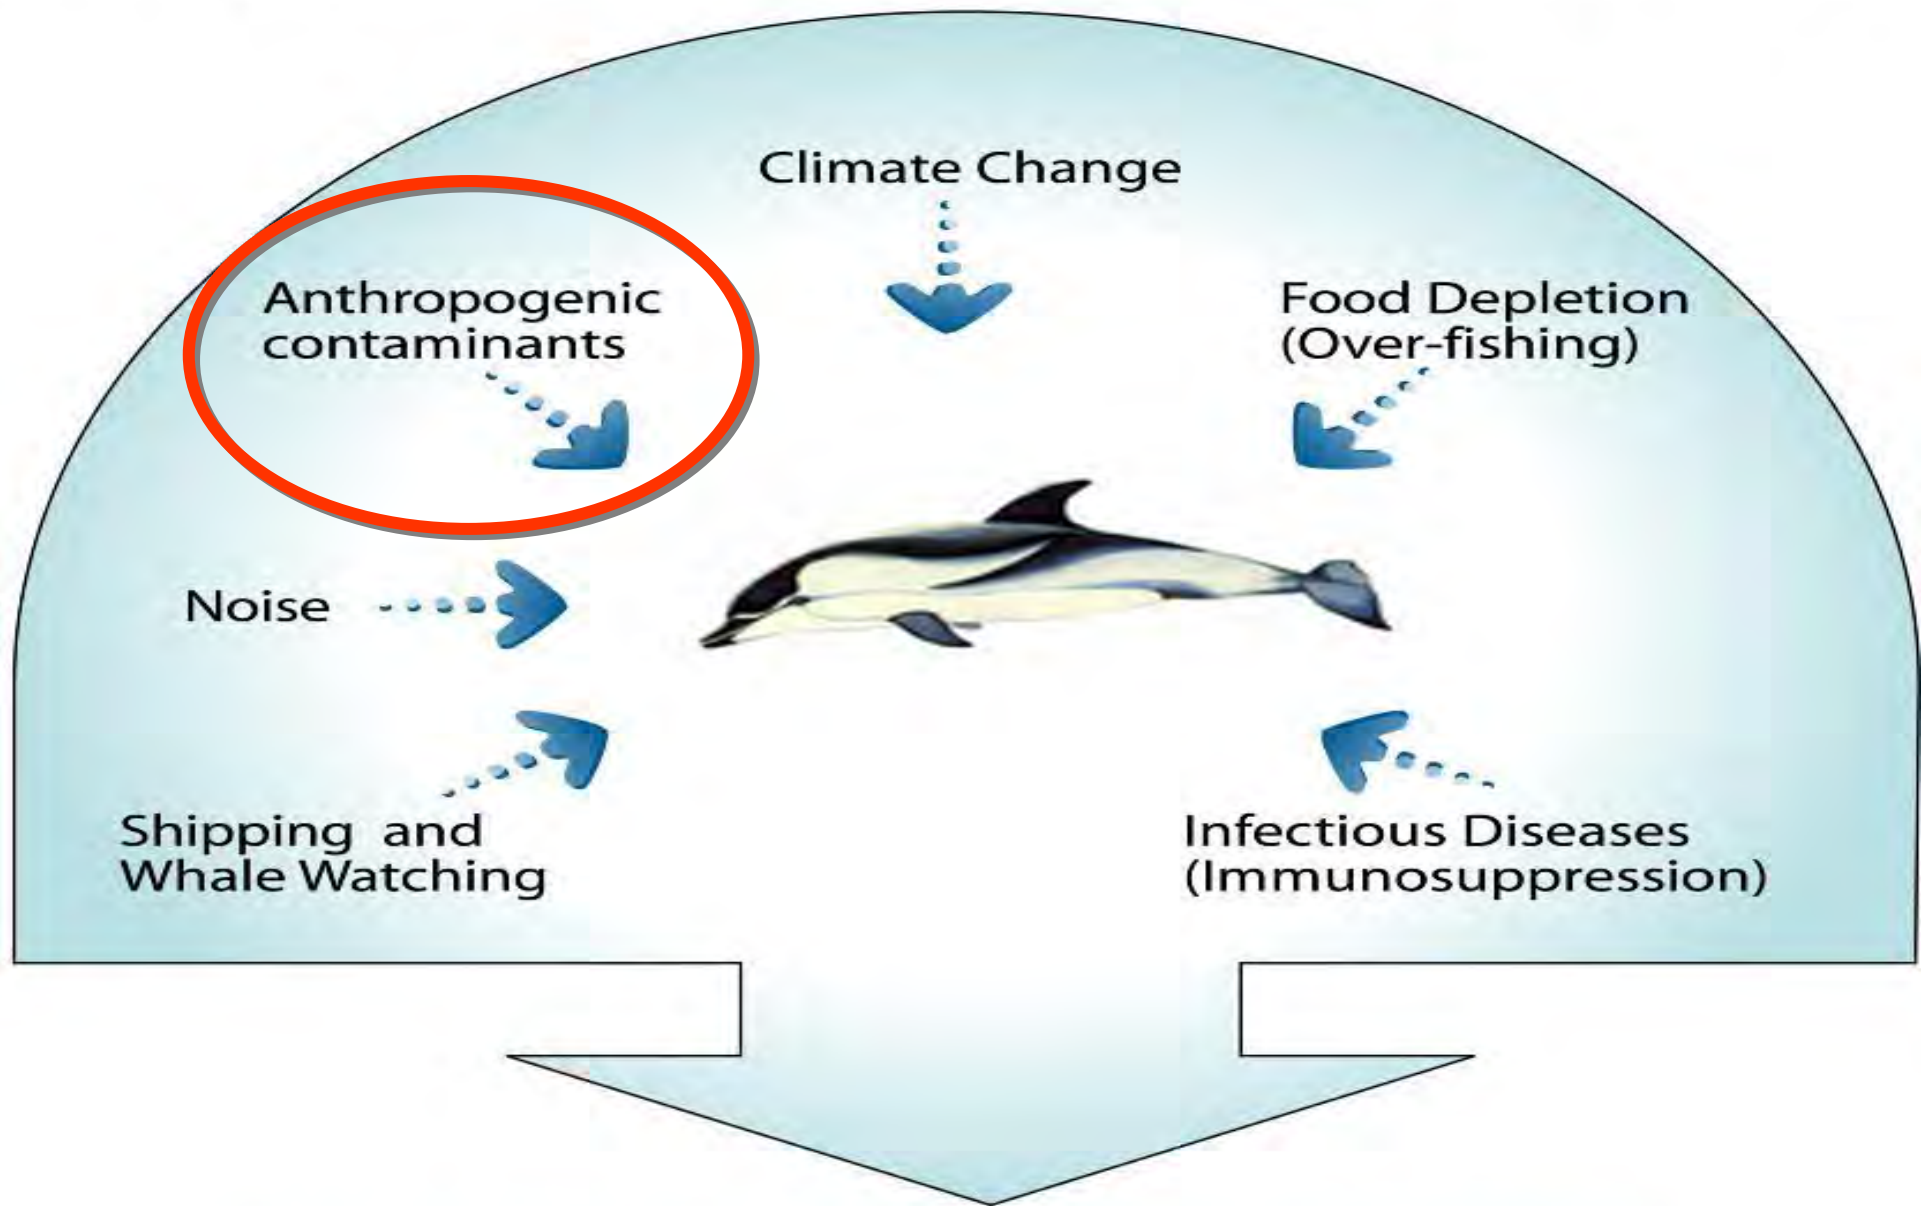 Climate Change
Anthropogenic
contaminants
Food Depletion
(Over-fishing)
Noise
Shipping and
Whale Watching
Infectious Diseases
(Immunosuppression)